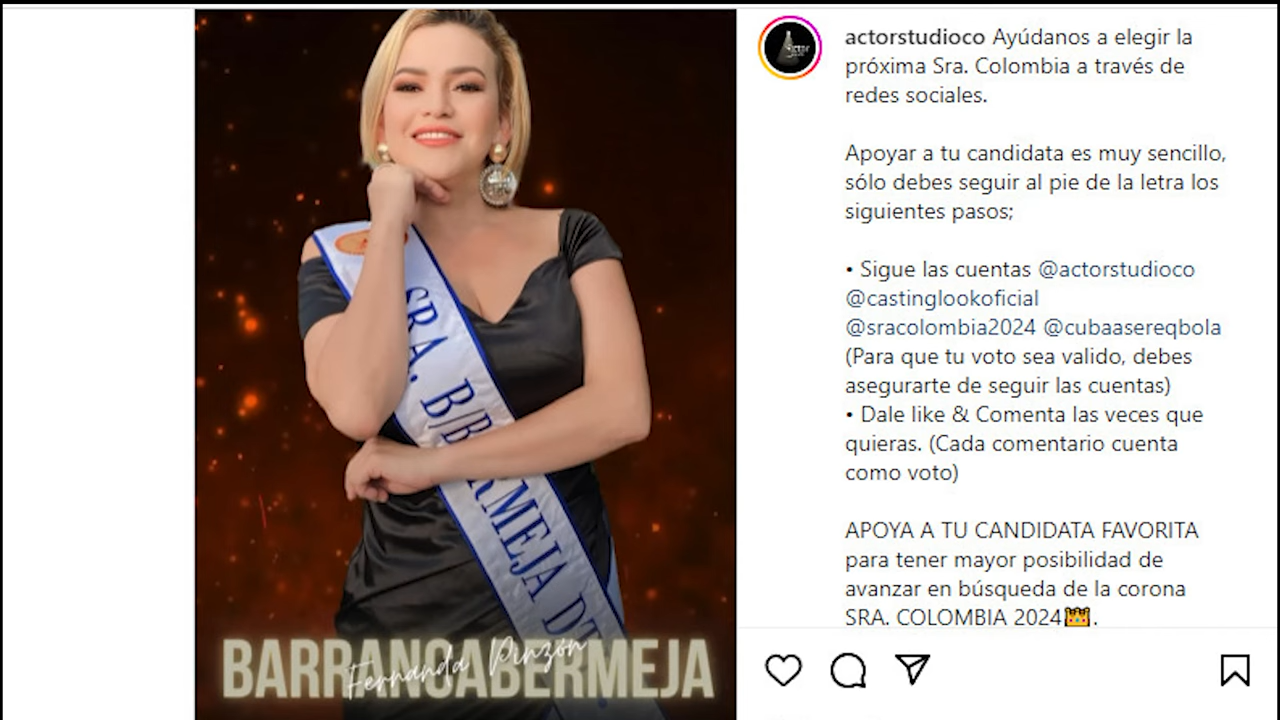 SRA. B/BERMEJA DT
BARRANCABERMEJA
Fernanda Pinzón
actorstudioco Ayúdanos a elegir la
próxima Sra. Colombia a través de
redes sociales.
Apoyar a tu candidata es muy sencillo,
sólo debes seguir al pie de la letra los
siguientes pasos;
• Sigue las cuentas @actorstudioco
@castinglookoficial
@sracolombia2024 @cubaasereqbola
(Para que tu voto sea valido, debes
asegurarte de seguir las cuentas)
• Dale like & Comenta las veces que
quieras. (Cada comentario cuenta
como voto)
APOYA A TU CANDIDATA FAVORITA
para tener mayor posibilidad de
avanzar en búsqueda de la corona
SRA. COLOMBIA 2024👑.